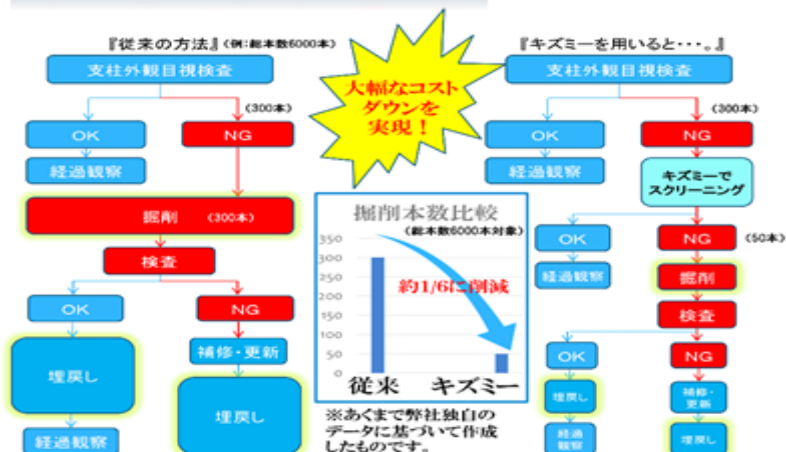 『従来の方法』(例:総本数6000本)
支柱外観目視検査
(300本)
OK
NG
経過観察
掘削 (300本)
検査
OK
NG
補修・更新
埋戻し
埋戻し
経過観察
大幅なコスト
ダウンを
実現!
掘削本数比較
(総本数6000本対象)
350
300
250
200
150
100
50
0
約1/6に削減
従来
キズミー
※あくまで弊社独自の
データに基づいて作成
したものです。
『キズミーを用いると・・・。』
支柱外観目視検査
(300本)
OK
NG
経過観察
キズミーで
スクリーニング
OK
NG
(50本)
経過観察
掘削
検査
OK
NG
埋戻し
補修・
更新
経過
観察
埋戻し